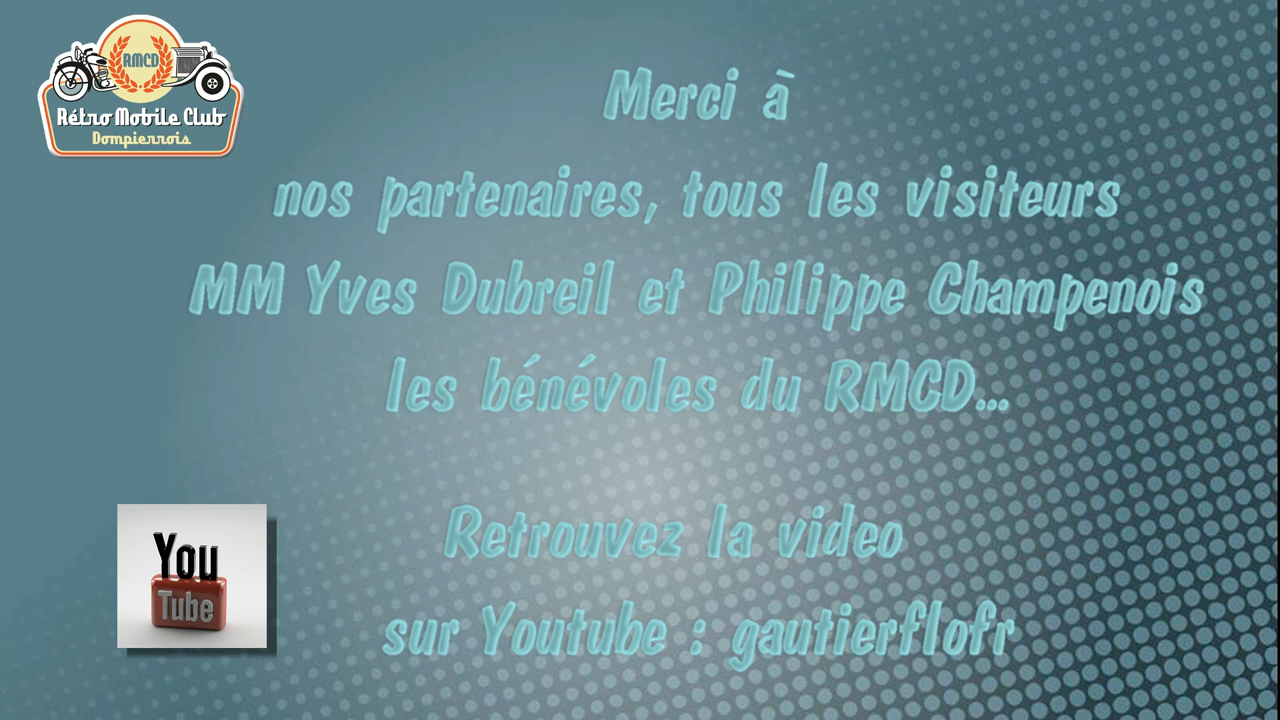 RMCD
Rétro Mobile Club
Dompierrois
Merci à
nos partenaires, tous les visiteurs
MM Yves Dubreil et Philippe Champenois
les bénévoles du RMCD...
Retrouvez la video
sur Youtube : gautierflofr
You
Tube